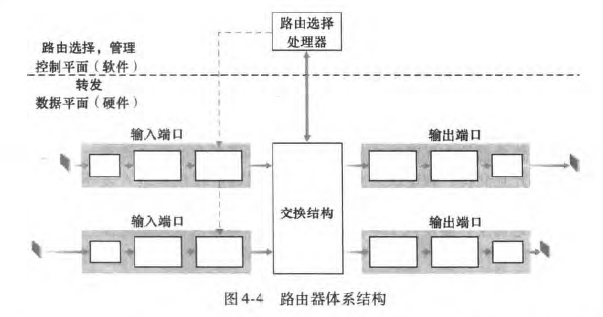 路由选择
处理器
路由选择，管理
控制平面（软件）
转发
数据平面（硬件）
输入端口
输出端口
交换结构
输入端口
输出端口
图4-4 路由器体系结构